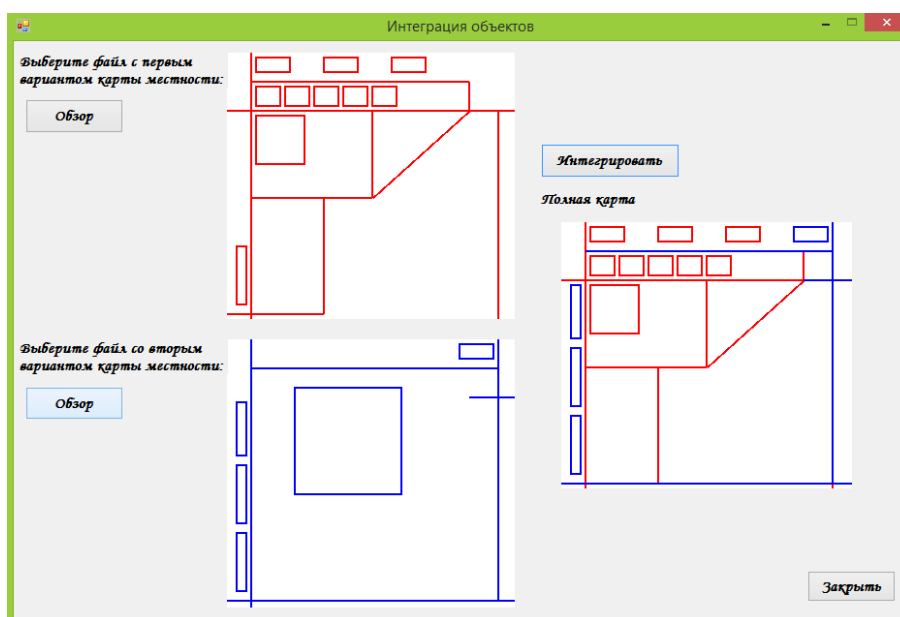 Интеграция объектов
Выберите файл с первым
вариантом карты местности:
Обзор
Интегрировать
Полная карта
Выберите файл со вторым
вариантом карты местности:
Обзор
Закрыть